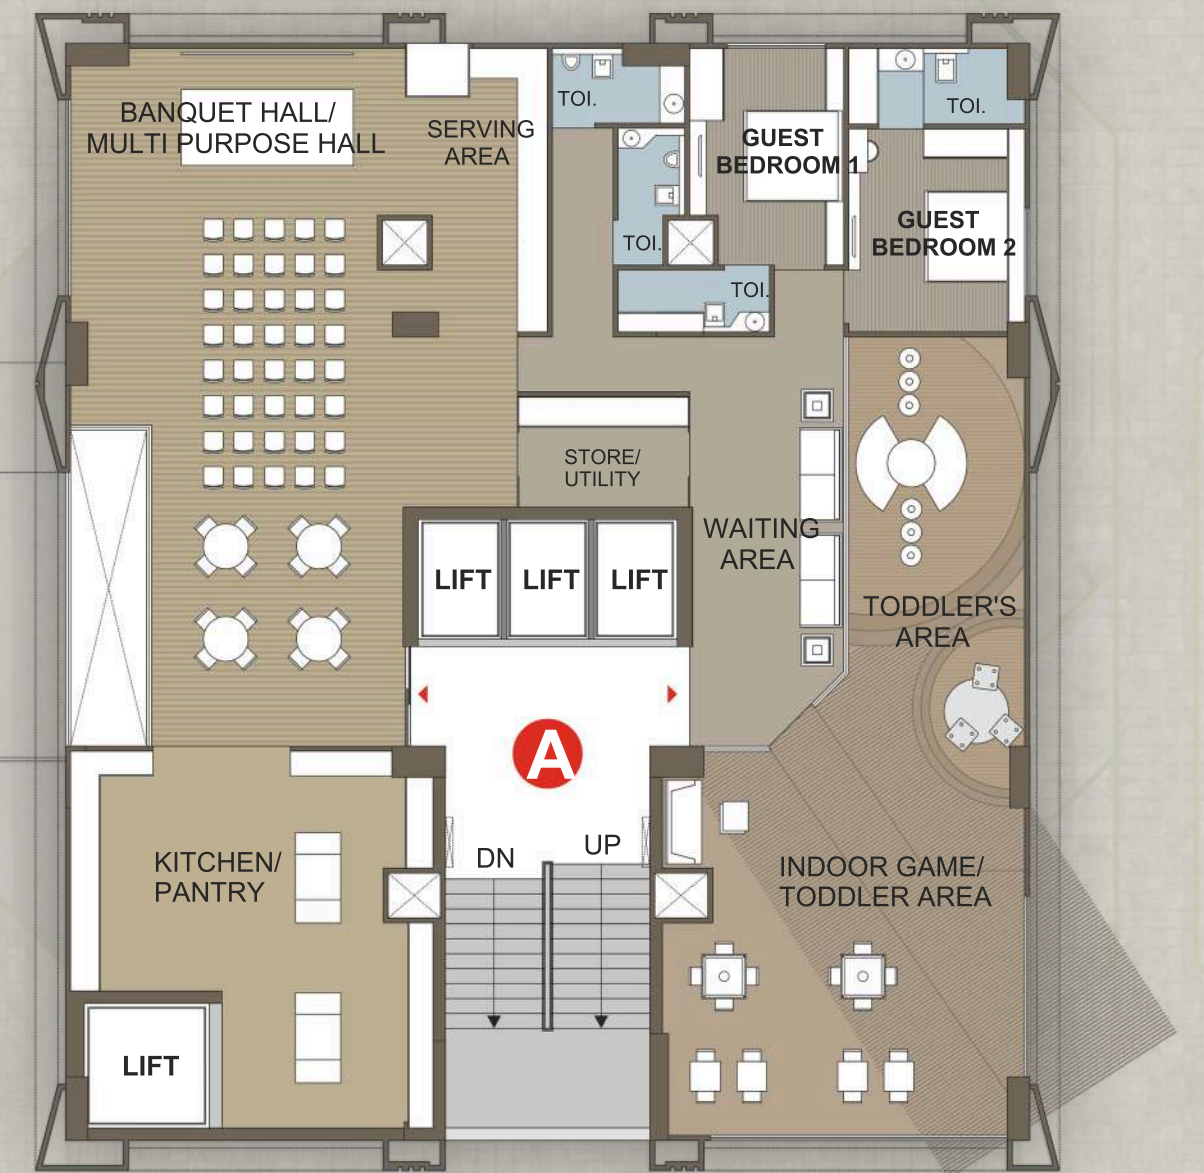 BANQUET HALL/
MULTI PURPOSE HALL
SERVING
AREA
TOI.
GUEST
BEDROOM 1
TOI.
GUEST
BEDROOM 2
TOI.
TOI.
STORE/
UTILITY
WAITING
AREA
LIFT
LIFT
LIFT
TODDLER'S
AREA
A
DN
UP
KITCHEN/
PANTRY
INDOOR GAME/
TODDLER AREA
LIFT